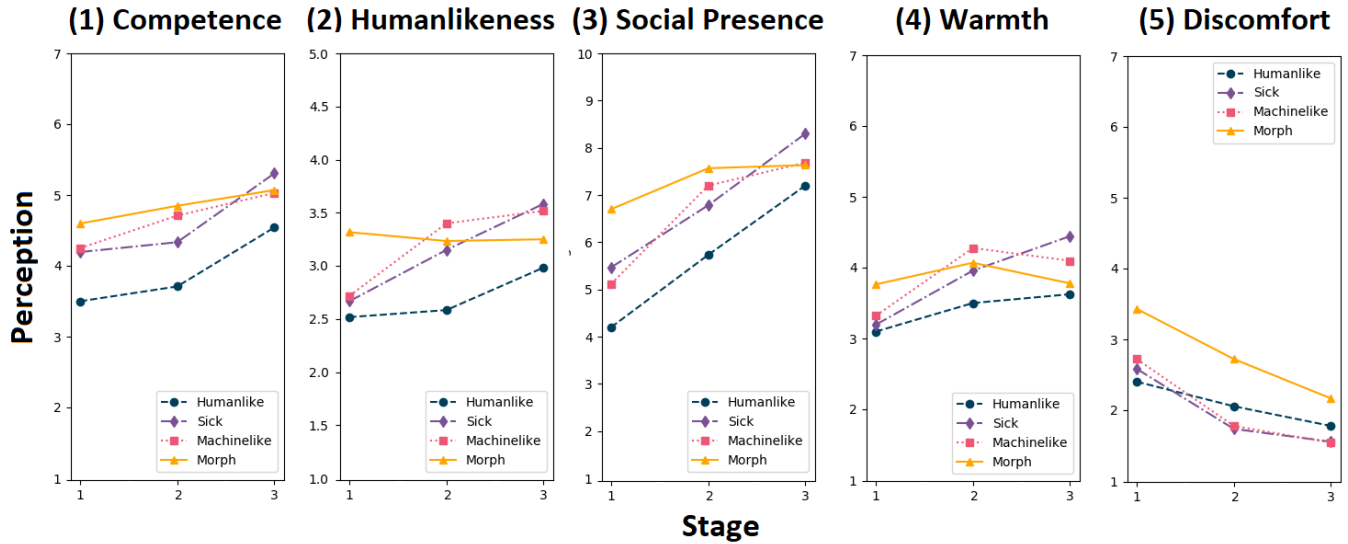 (1) Competence
(2) Humanlikeness
(3) Social Presence
(4) Warmth
(5) Discomfort
Perception
7
6
5
4
3
2
1
1 2 3
Humanlike
Sick
Machinelike
Morph
5.0
4.5
4.0
3.5
3.0
2.5
2.0
1.5
1.0
1 2 3
Humanlike
Sick
Machinelike
Morph
10
9
8
7
6
5
4
3
2
1
1 2 3
Humanlike
Sick
Machinelike
Morph
7
6
5
4
3
2
1
1 2 3
Humanlike
Sick
Machinelike
Morph
7
6
5
4
3
2
1
1 2 3
Humanlike
Sick
Machinelike
Morph
Stage